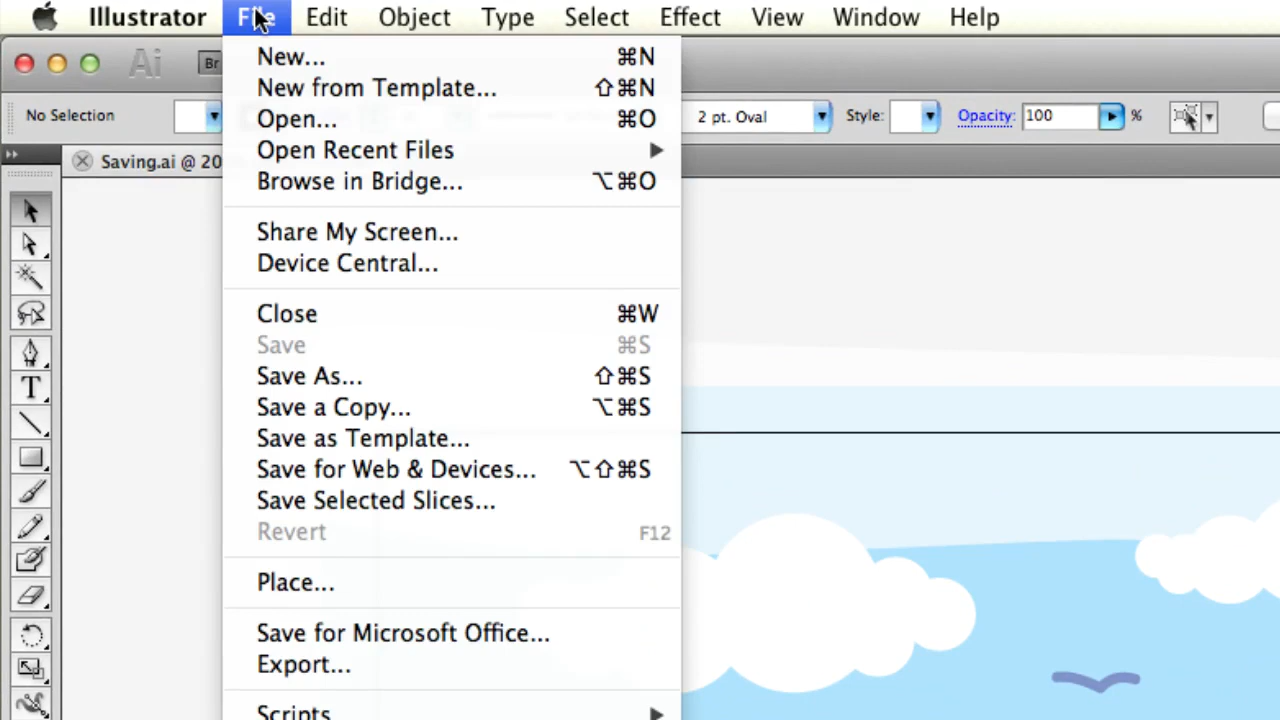 Illustrator File Edit Object Type Select Effect View Window Help
Ai Br
No Selection 2 pt. Oval Style: Opacity: 100 %
Saving.ai @ 20
New... ⌘N
New from Template... ⇧⌘N
Open... ⌘O
Open Recent Files
Browse in Bridge... ⌥⌘O
Share My Screen...
Device Central...
Close ⌘W
Save ⌘S
Save As... ⇧⌘S
Save a Copy... ⌥⌘S
Save as Template...
Save for Web & Devices... ⌥⇧⌘S
Save Selected Slices...
Revert F12
Place...
Save for Microsoft Office...
Export...
Scripts